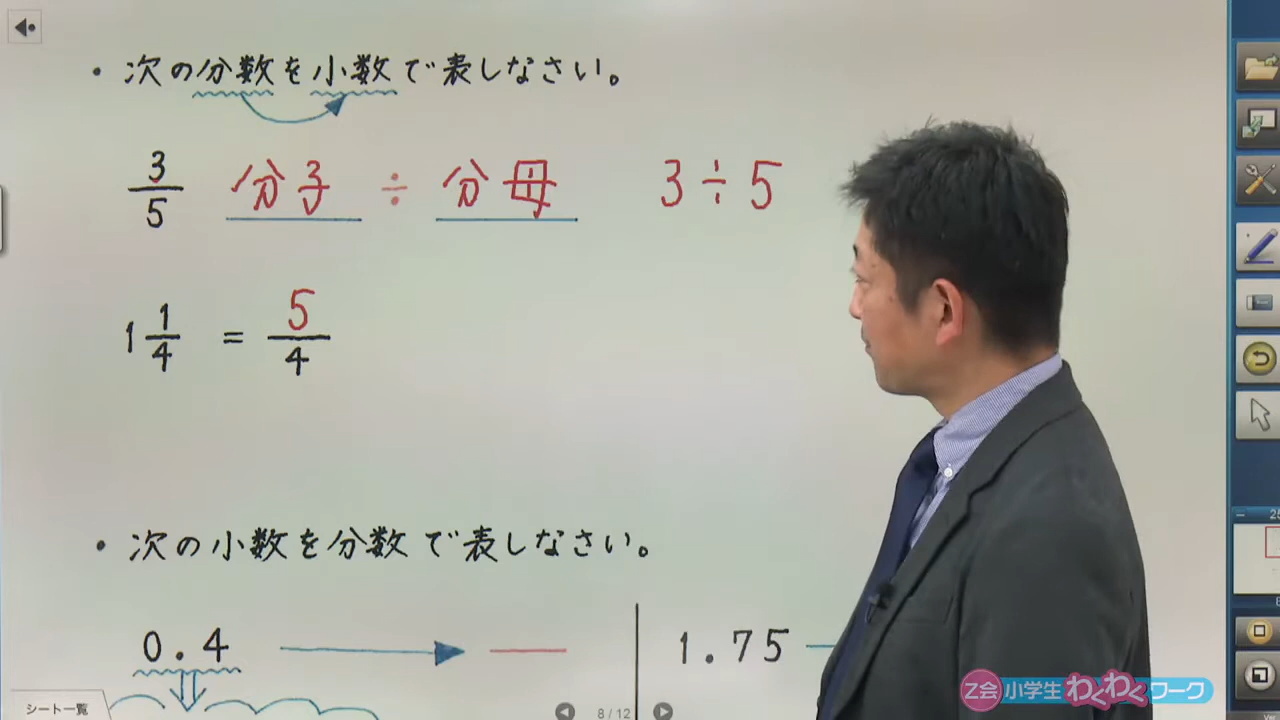 ・次の分数を小数で表しなさい。
3/5 分子 ÷ 分母 3÷5
1 1/4 = 5/4
・次の小数を分数で表しなさい。
0.4 1.75
シート一覧 8/12 Z会 小学生 わくわくワーク